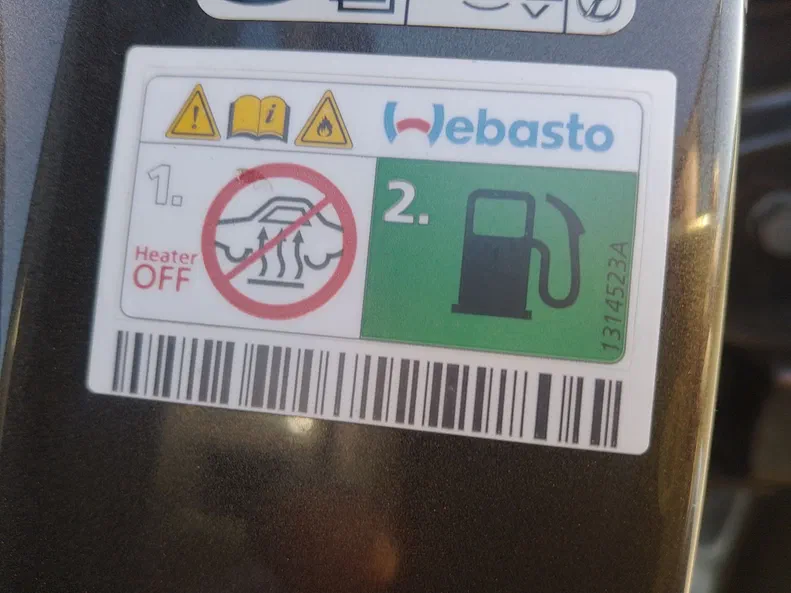 Webasto
1.
Heater
OFF
2.
1314523A